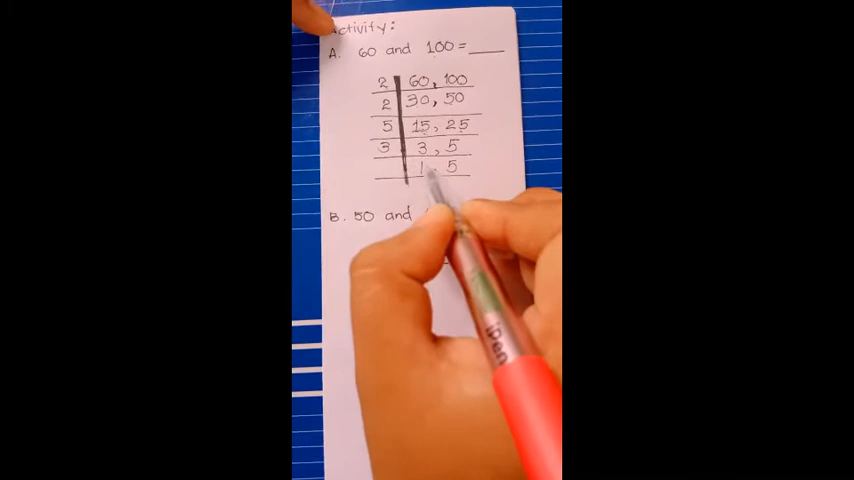 Activity:
A. 60 and 100 = ____
2 60, 100
2 30, 50
5 15, 25
3 3, 5
1, 5
B. 50 and
iPen